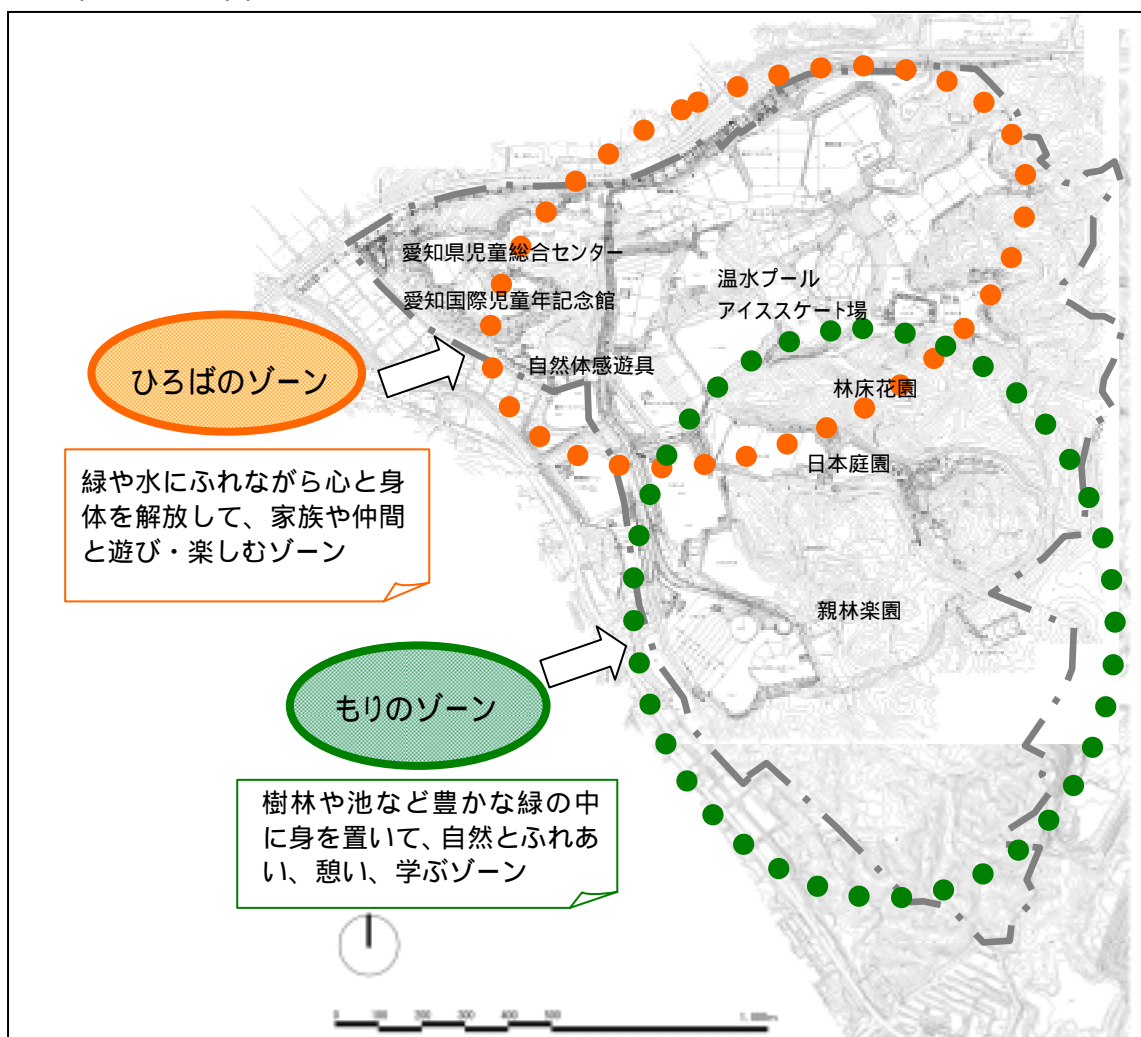 愛知県児童総合センター
愛知国際児童年記念館
温水プール
アイススケート場
自然体感遊具
林床花園
日本庭園
親林楽園
ひろばのゾーン
緑や水にふれながら心と身
体を解放して、家族や仲間
と遊び・楽しむゾーン
もりのゾーン
樹林や池など豊かな緑の中
に身を置いて、自然とふれあ
い、憩い、学ぶゾーン
0 100 200 300 400 500 1,000m